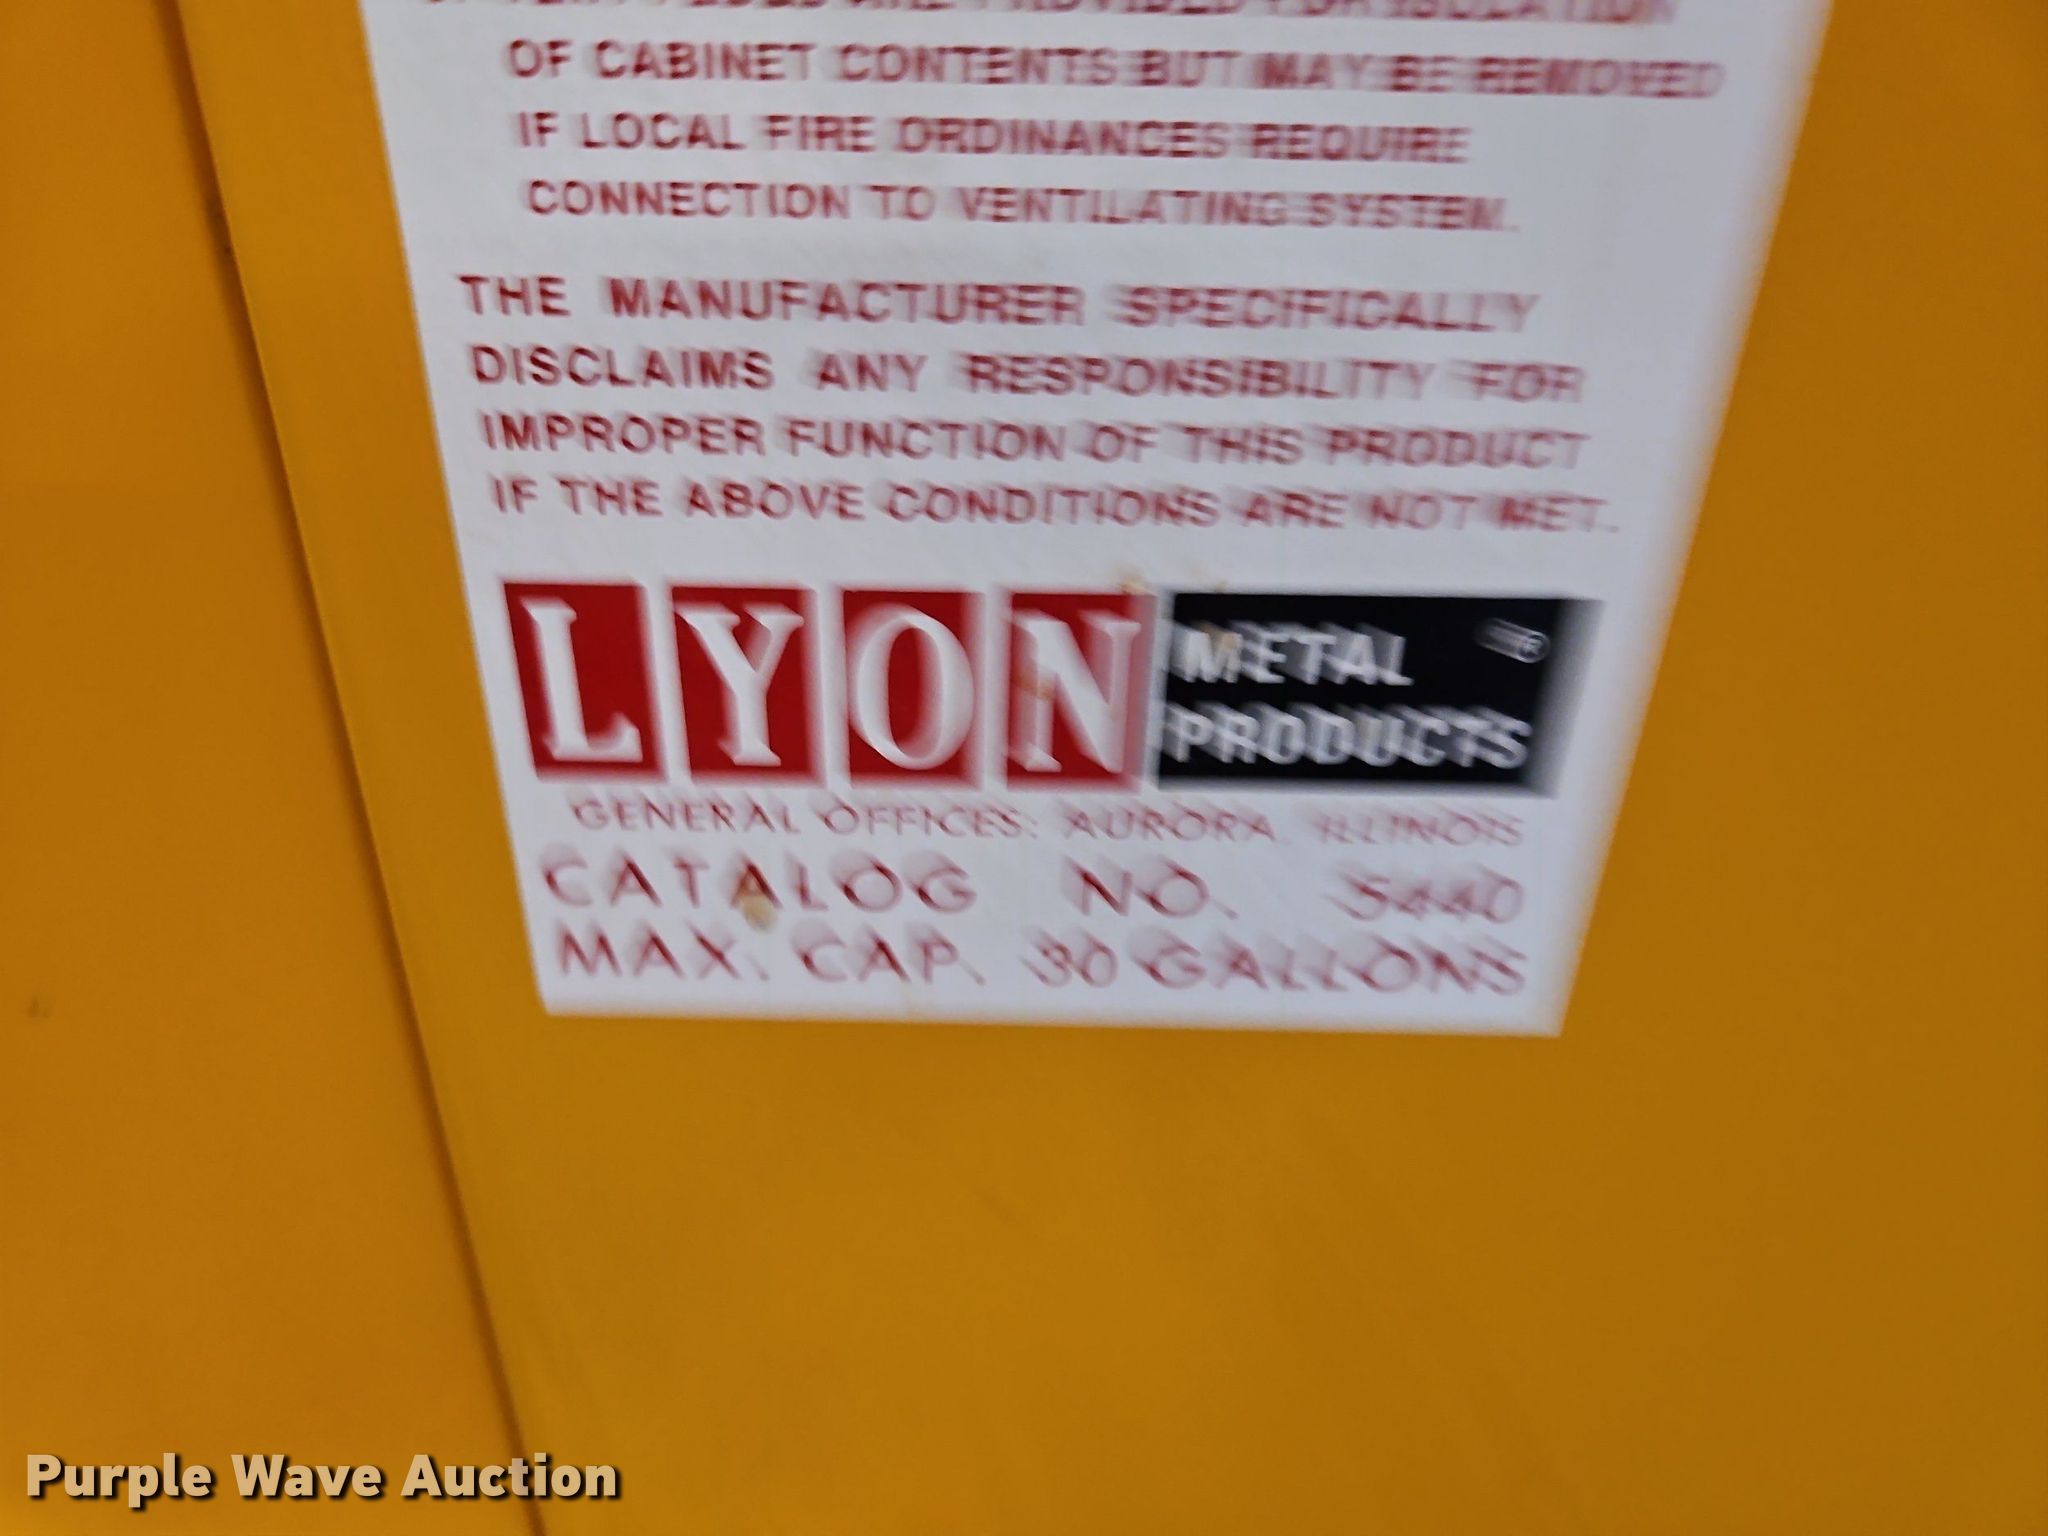 OF CABINET CONTENTS BUT MAY BE REMOVED
IF LOCAL FIRE ORDINANCES REQUIRE
CONNECTION TO VENTILATING SYSTEM.
THE MANUFACTURER SPECIFICALLY
DISCLAIMS ANY RESPONSIBILITY FOR
IMPROPER FUNCTION OF THIS PRODUCT
IF THE ABOVE CONDITIONS ARE NOT MET.
LYON METAL PRODUCTS ®
GENERAL OFFICES: AURORA, ILLINOIS
CATALOG NO. 5440
MAX. CAP. 30 GALLONS
Purple Wave Auction